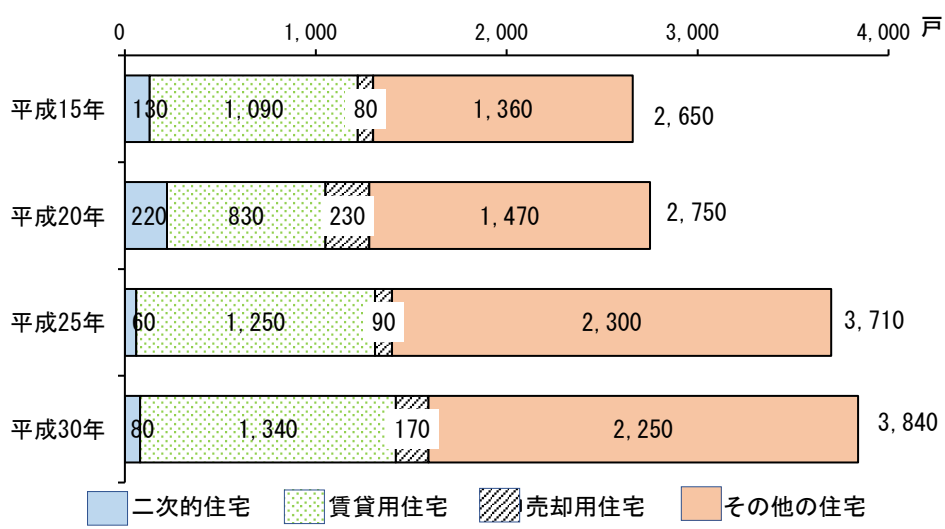 0 1,000 2,000 3,000 4,000 戸
平成15年 130 1,090 80 1,360 2,650
平成20年 220 830 230 1,470 2,750
平成25年 60 1,250 90 2,300 3,710
平成30年 80 1,340 170 2,250 3,840
二次的住宅 賃貸用住宅 売却用住宅 その他の住宅